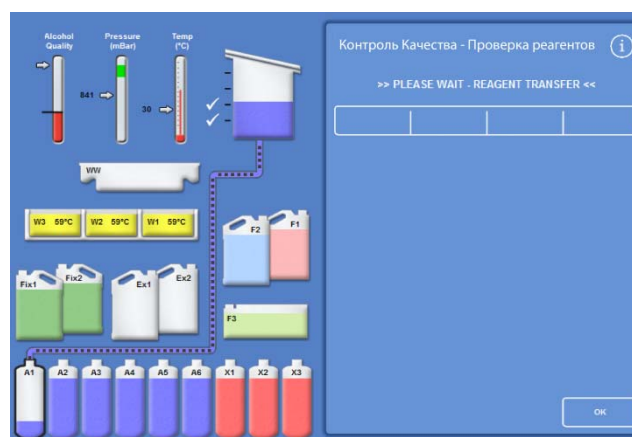 Alcohol Quality
Pressure (mBar)
Temp (°C)
841
30
WW
W3 59°C
W2 59°C
W1 59°C
F2
F1
Fix1
Fix2
Ex1
Ex2
F3
A1
A2
A3
A4
A5
A6
X1
X2
X3
Контроль Качества - Проверка реагентов
i
>> PLEASE WAIT - REAGENT TRANSFER <<
OK